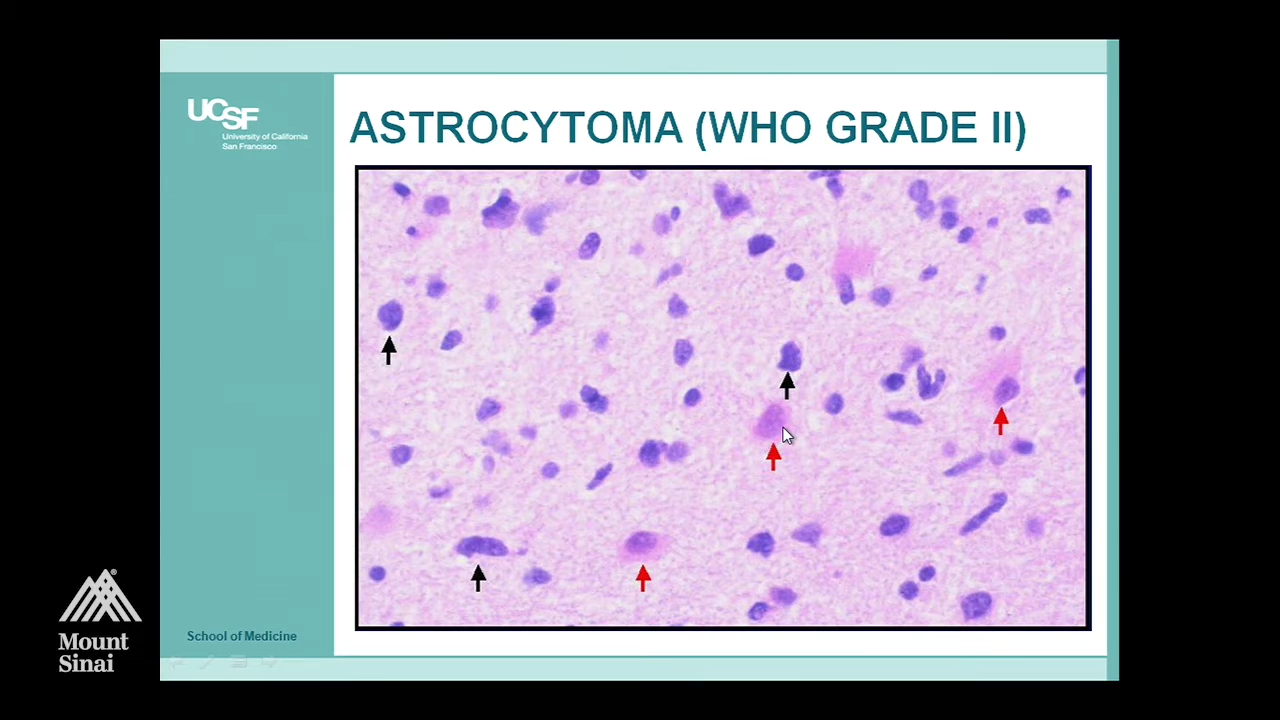 UCSF
University of California
San Francisco
ASTROCYTOMA (WHO GRADE II)
School of Medicine
Mount
Sinai